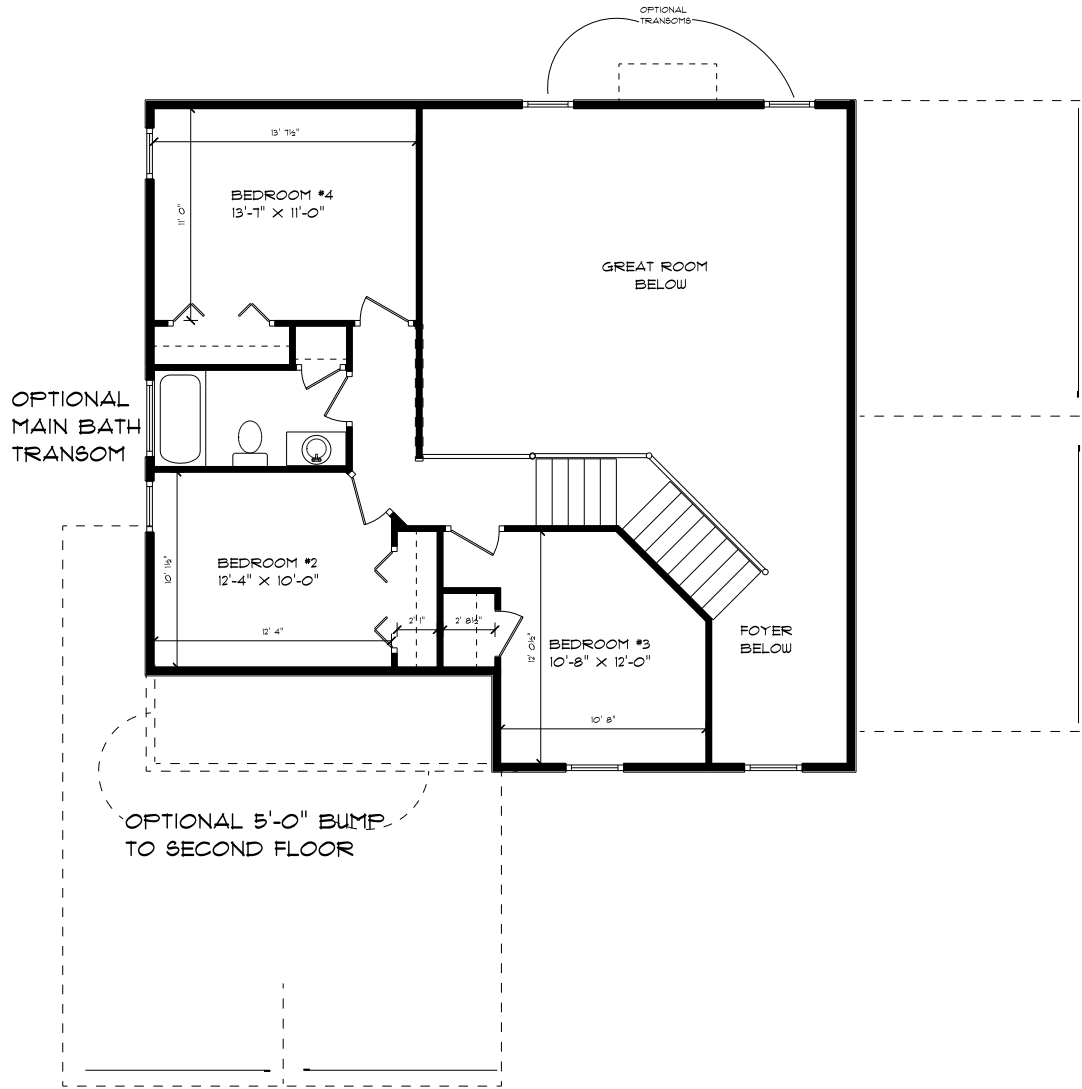 OPTIONAL
TRANSOMS
13' 7½"
BEDROOM #4
13'-7" X 11'-0"
11' 0"
GREAT ROOM
BELOW
OPTIONAL
MAIN BATH
TRANSOM
BEDROOM #2
12'-4" X 10'-0"
10' 1½"
12' 4"
2' 1"
2' 8½"
12' 0½"
BEDROOM #3
10'-8" X 12'-0"
FOYER
BELOW
10' 8"
OPTIONAL 5'-0" BUMP
TO SECOND FLOOR